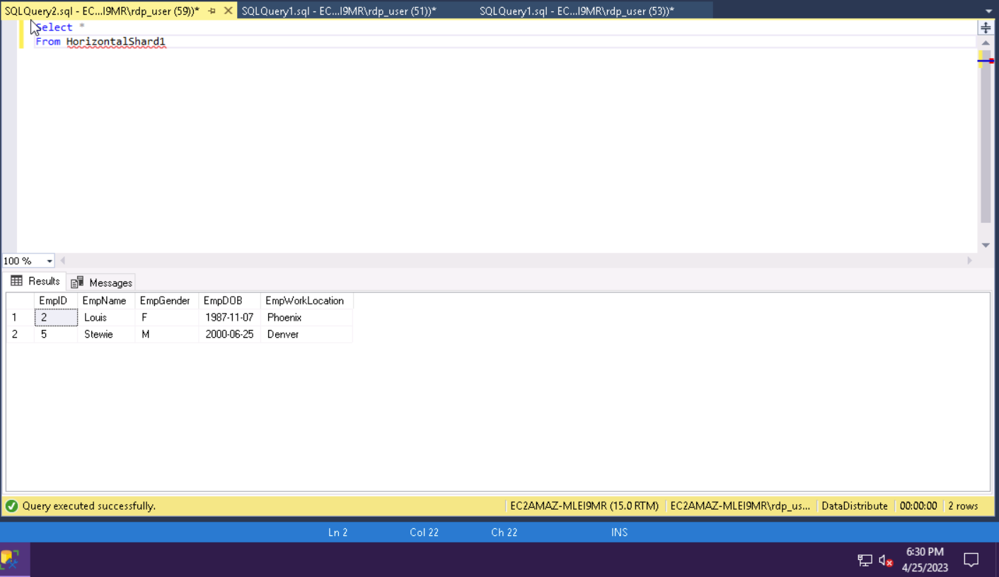 SQLQuery2.sql - EC...I9MR\rdp_user (59))* SQLQuery1.sql - EC...I9MR\rdp_user (51))* SQLQuery1.sql - EC...I9MR\rdp_user (53))*
Select *
From HorizontalShard1
100 %
Results Messages
EmpID EmpName EmpGender EmpDOB EmpWorkLocation
1 2 Louis F 1987-11-07 Phoenix
2 5 Stewie M 2000-06-25 Denver
Query executed successfully. EC2AMAZ-MLEI9MR (15.0 RTM) EC2AMAZ-MLEI9MR\rdp_us... DataDistribute 00:00:00 2 rows
Ln 2 Col 22 Ch 22 INS
6:30 PM
4/25/2023